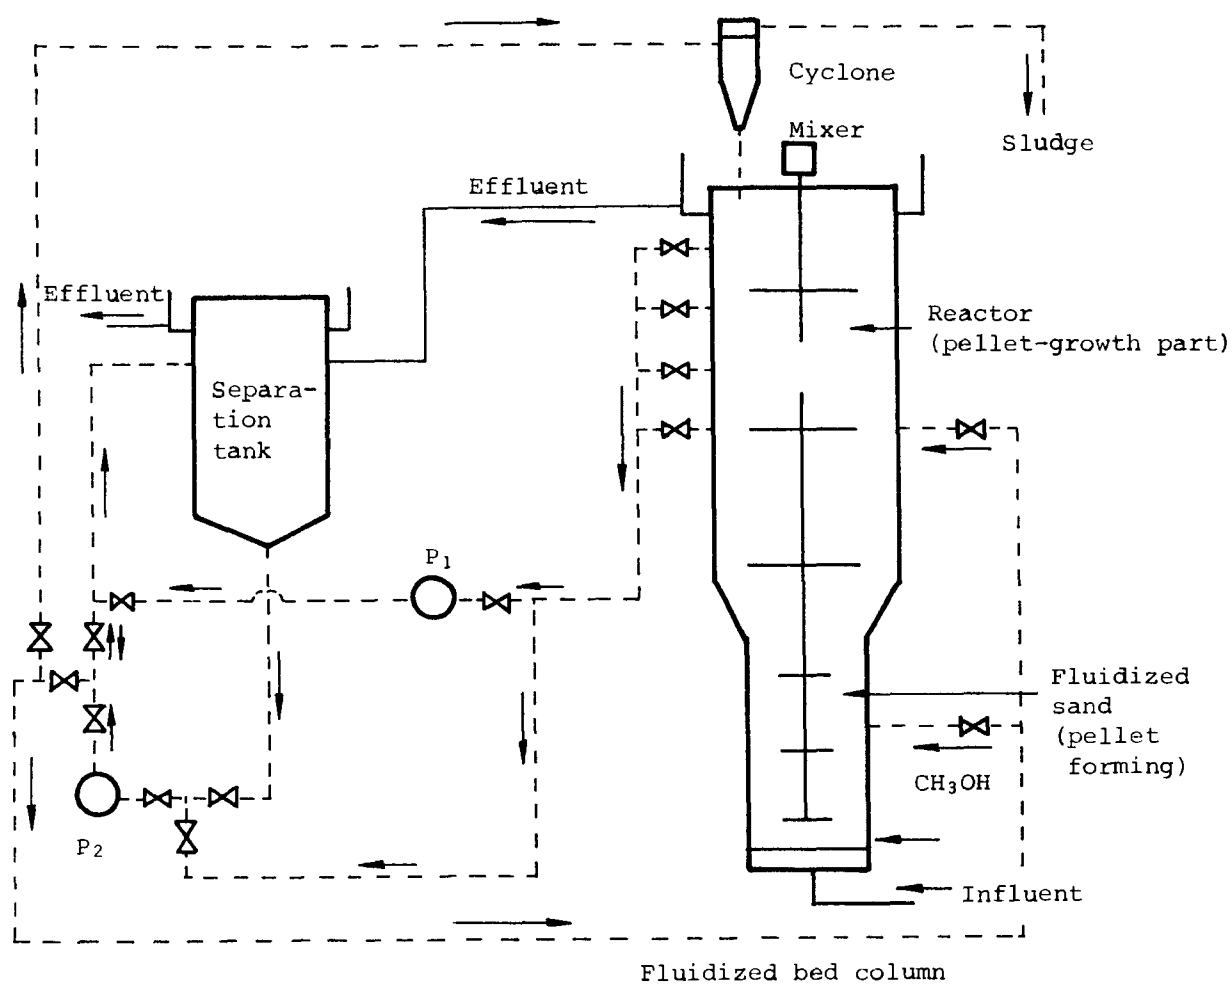 Cyclone
Mixer
Sludge
Effluent
Effluent
Reactor
(pellet-growth part)
Separa-
tion
tank
P1
Fluidized
sand
(pellet
forming)
CH3OH
P2
Influent
Fluidized bed column